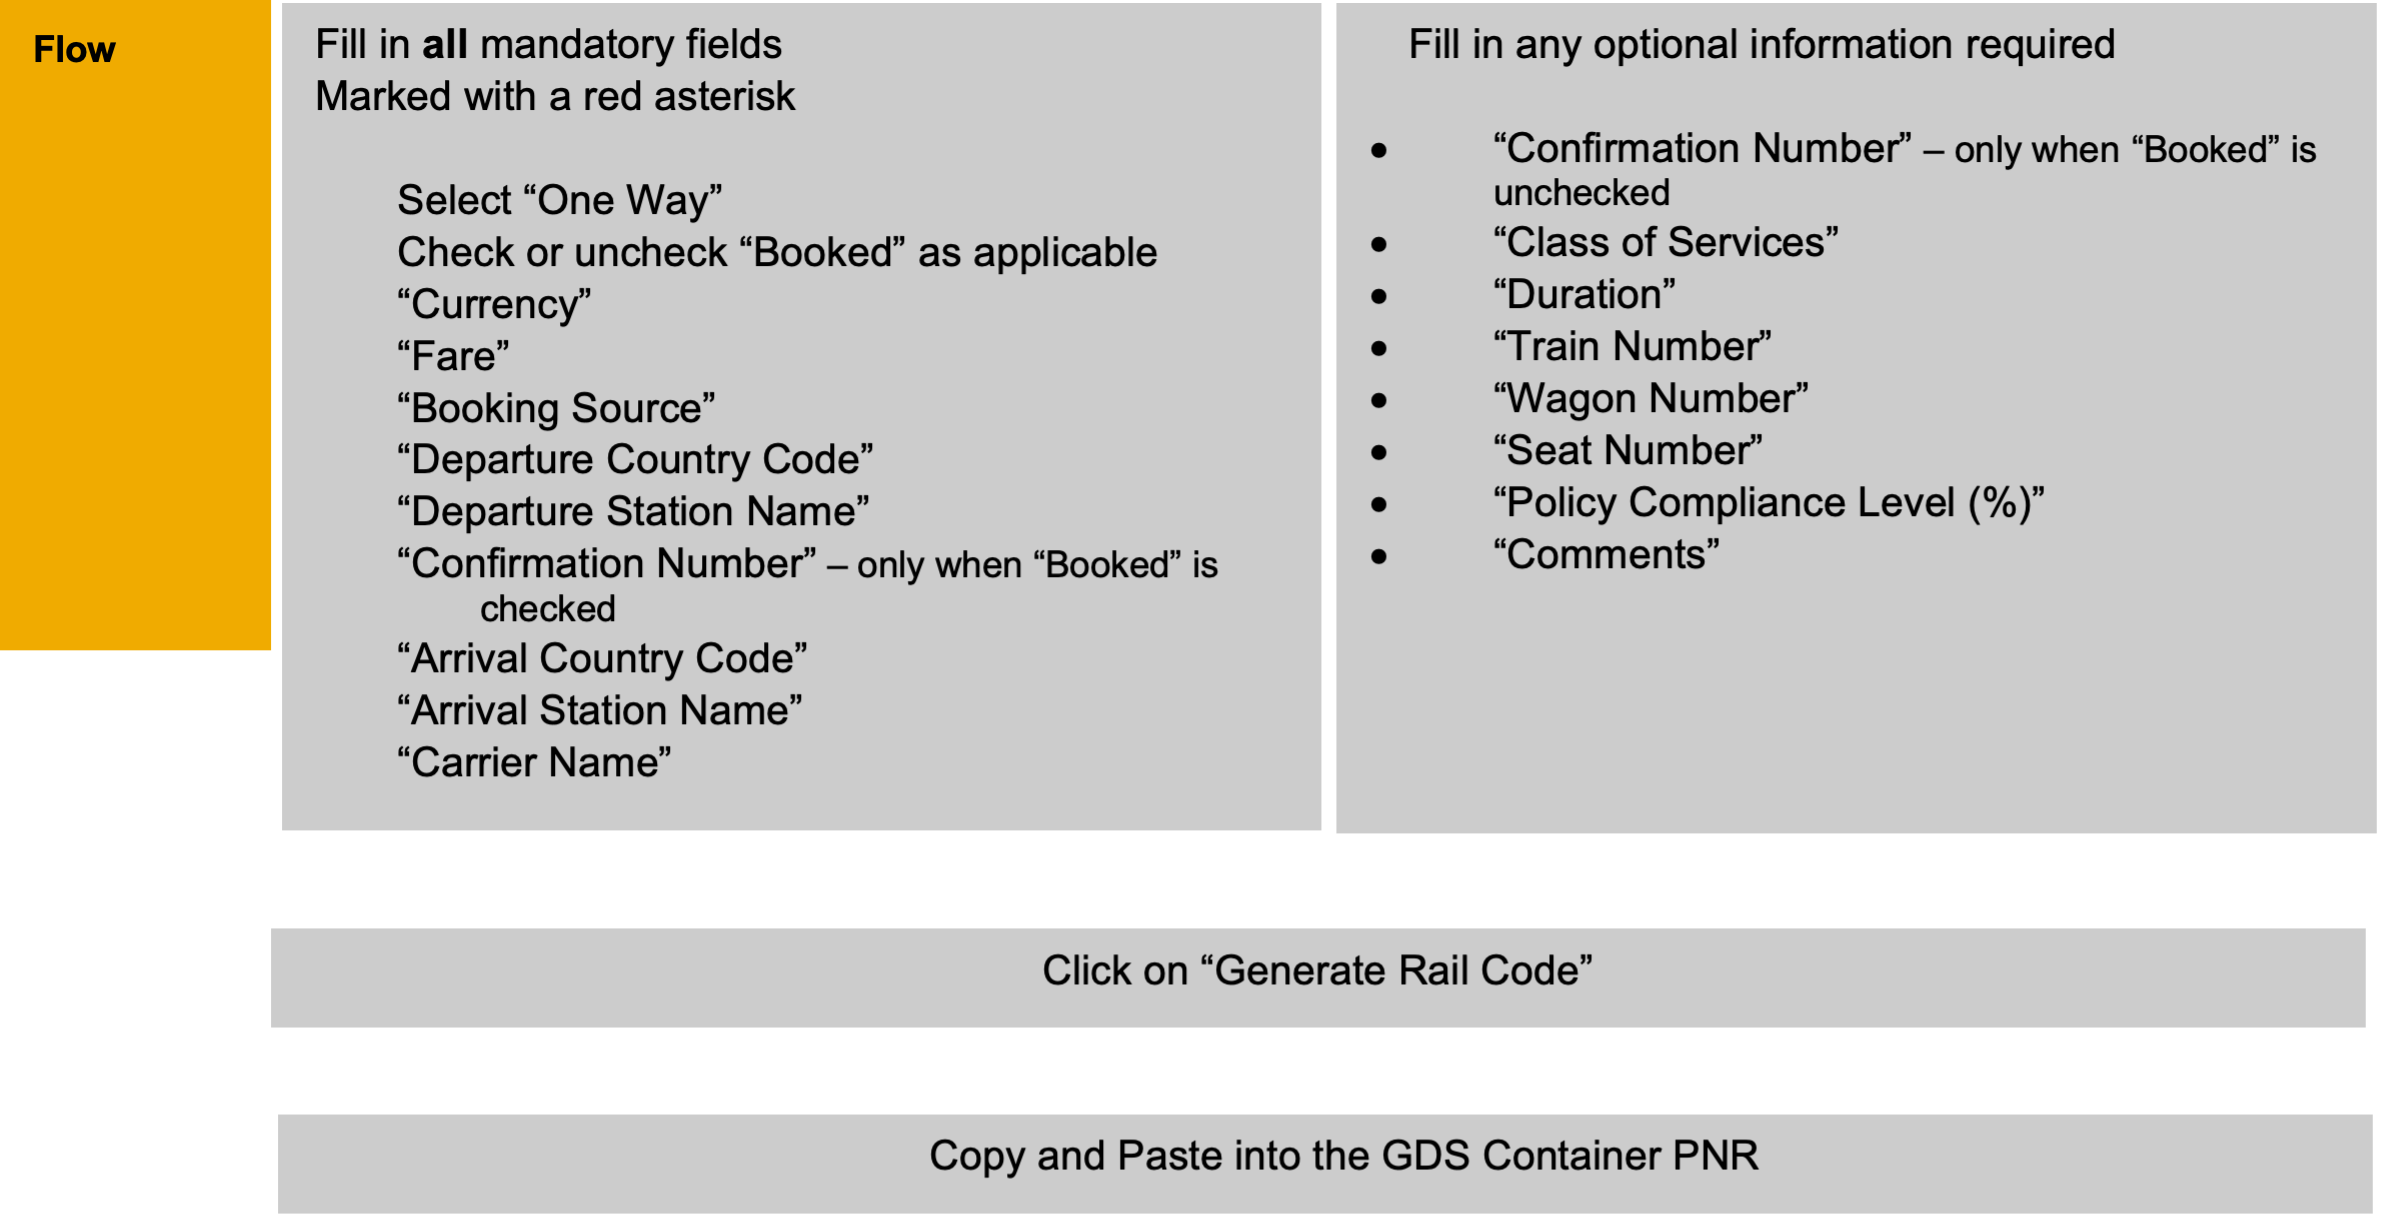 Flow
Fill in all mandatory fields
Marked with a red asterisk
Select “One Way”
Check or uncheck “Booked” as applicable
“Currency”
“Fare”
“Booking Source”
“Departure Country Code”
“Departure Station Name”
“Confirmation Number” – only when “Booked” is
checked
“Arrival Country Code”
“Arrival Station Name”
“Carrier Name”
Fill in any optional information required
● “Confirmation Number” – only when “Booked” is
unchecked
● “Class of Services”
● “Duration”
● “Train Number”
● “Wagon Number”
● “Seat Number”
● “Policy Compliance Level (%)”
● “Comments”
Click on “Generate Rail Code”
Copy and Paste into the GDS Container PNR